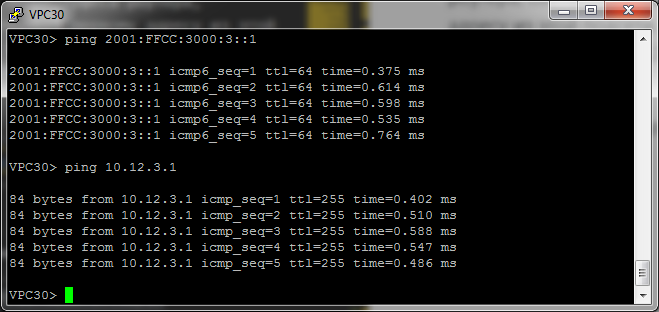 VPC30
VPC30> ping 2001:FFCC:3000:3::1
2001:FFCC:3000:3::1 icmp6_seq=1 ttl=64 time=0.375 ms
2001:FFCC:3000:3::1 icmp6_seq=2 ttl=64 time=0.614 ms
2001:FFCC:3000:3::1 icmp6_seq=3 ttl=64 time=0.598 ms
2001:FFCC:3000:3::1 icmp6_seq=4 ttl=64 time=0.535 ms
2001:FFCC:3000:3::1 icmp6_seq=5 ttl=64 time=0.764 ms
VPC30> ping 10.12.3.1
84 bytes from 10.12.3.1 icmp_seq=1 ttl=255 time=0.402 ms
84 bytes from 10.12.3.1 icmp_seq=2 ttl=255 time=0.510 ms
84 bytes from 10.12.3.1 icmp_seq=3 ttl=255 time=0.588 ms
84 bytes from 10.12.3.1 icmp_seq=4 ttl=255 time=0.547 ms
84 bytes from 10.12.3.1 icmp_seq=5 ttl=255 time=0.486 ms
VPC30>